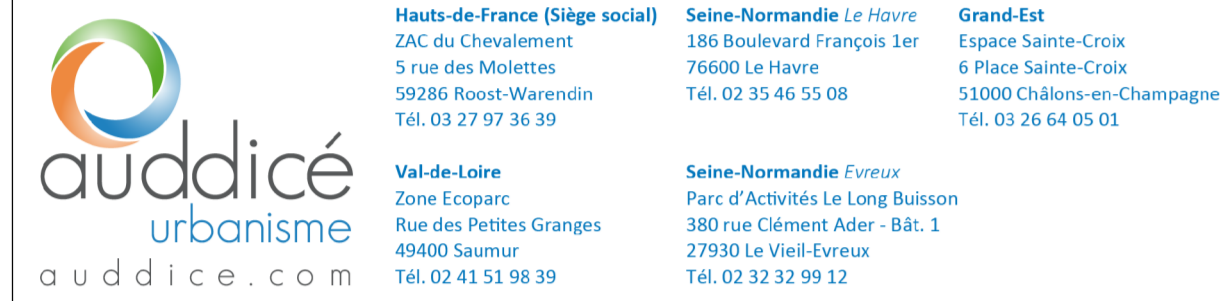 auddicé
urbanisme
auddice.com
Hauts-de-France (Siège social)
ZAC du Chevalement
5 rue des Molettes
59286 Roost-Warendin
Tél. 03 27 97 36 39
Seine-Normandie Le Havre
186 Boulevard François 1er
76600 Le Havre
Tél. 02 35 46 55 08
Grand-Est
Espace Sainte-Croix
6 Place Sainte-Croix
51000 Châlons-en-Champagne
Tél. 03 26 64 05 01
Val-de-Loire
Zone Ecoparc
Rue des Petites Granges
49400 Saumur
Tél. 02 41 51 98 39
Seine-Normandie Evreux
Parc d'Activités Le Long Buisson
380 rue Clément Ader - Bât. 1
27930 Le Vieil-Evreux
Tél. 02 32 32 99 12